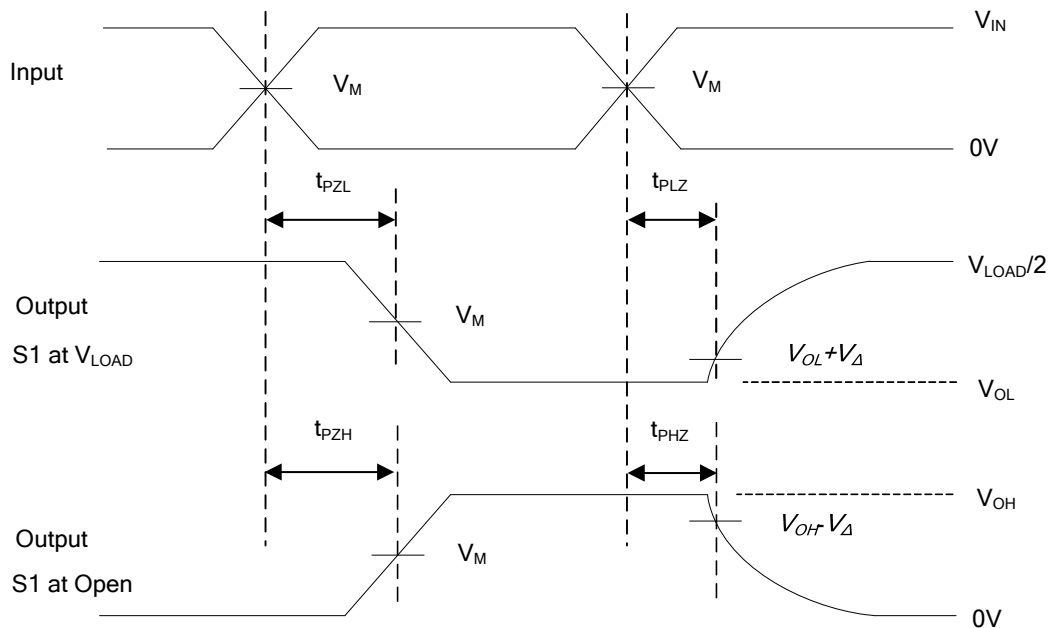 V_IN
Input
V_M V_M
0V
t_PZL t_PLZ
V_LOAD/2
Output
V_M
S1 at V_LOAD
V_OL+V_Δ
V_OL
t_PZH t_PHZ
V_OH
V_OH-V_Δ
Output
V_M
S1 at Open
0V